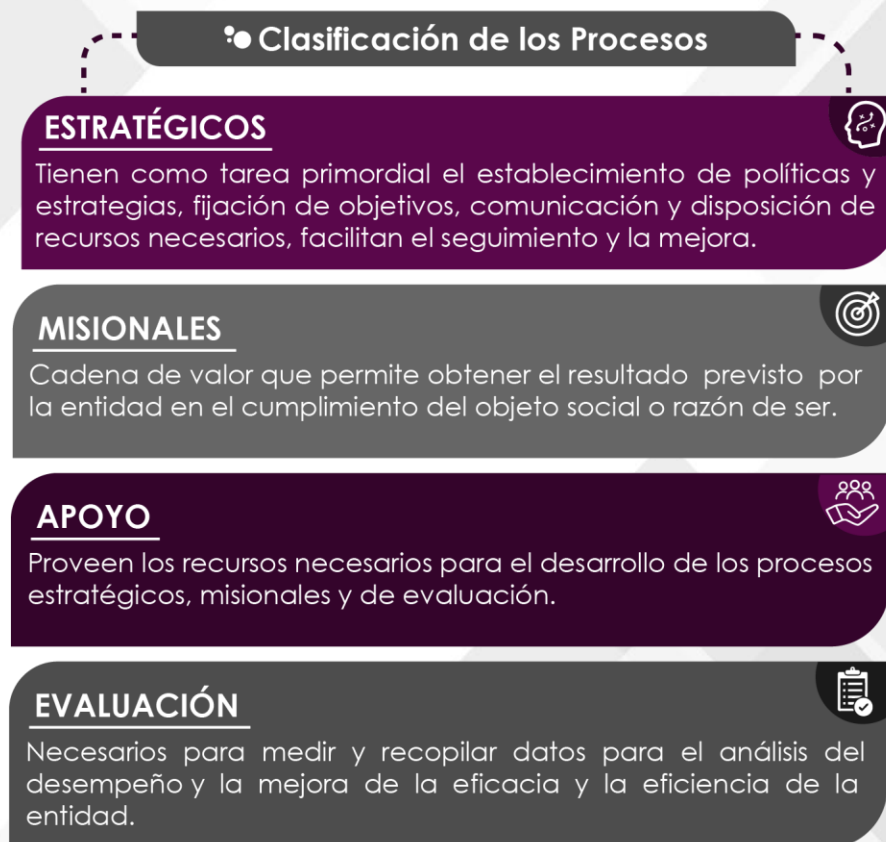 Clasificación de los Procesos
ESTRATÉGICOS
Tienen como tarea primordial el establecimiento de políticas y
estrategias, fijación de objetivos, comunicación y disposición de
recursos necesarios, facilitan el seguimiento y la mejora.
MISIONALES
Cadena de valor que permite obtener el resultado previsto por
la entidad en el cumplimiento del objeto social o razón de ser.
APOYO
Proveen los recursos necesarios para el desarrollo de los procesos
estratégicos, misionales y de evaluación.
EVALUACIÓN
Necesarios para medir y recopilar datos para el análisis del
desempeño y la mejora de la eficacia y la eficiencia de la
entidad.